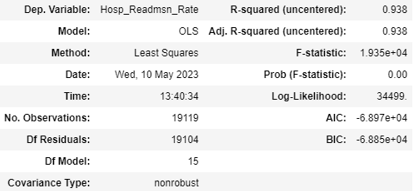 Dep. Variable: Hosp_Readmsn_Rate R-squared (uncentered): 0.938
Model: OLS Adj. R-squared (uncentered): 0.938
Method: Least Squares F-statistic: 1.935e+04
Date: Wed, 10 May 2023 Prob (F-statistic): 0.00
Time: 13:40:34 Log-Likelihood: 34499.
No. Observations: 19119 AIC: -6.897e+04
Df Residuals: 19104 BIC: -6.885e+04
Df Model: 15
Covariance Type: nonrobust